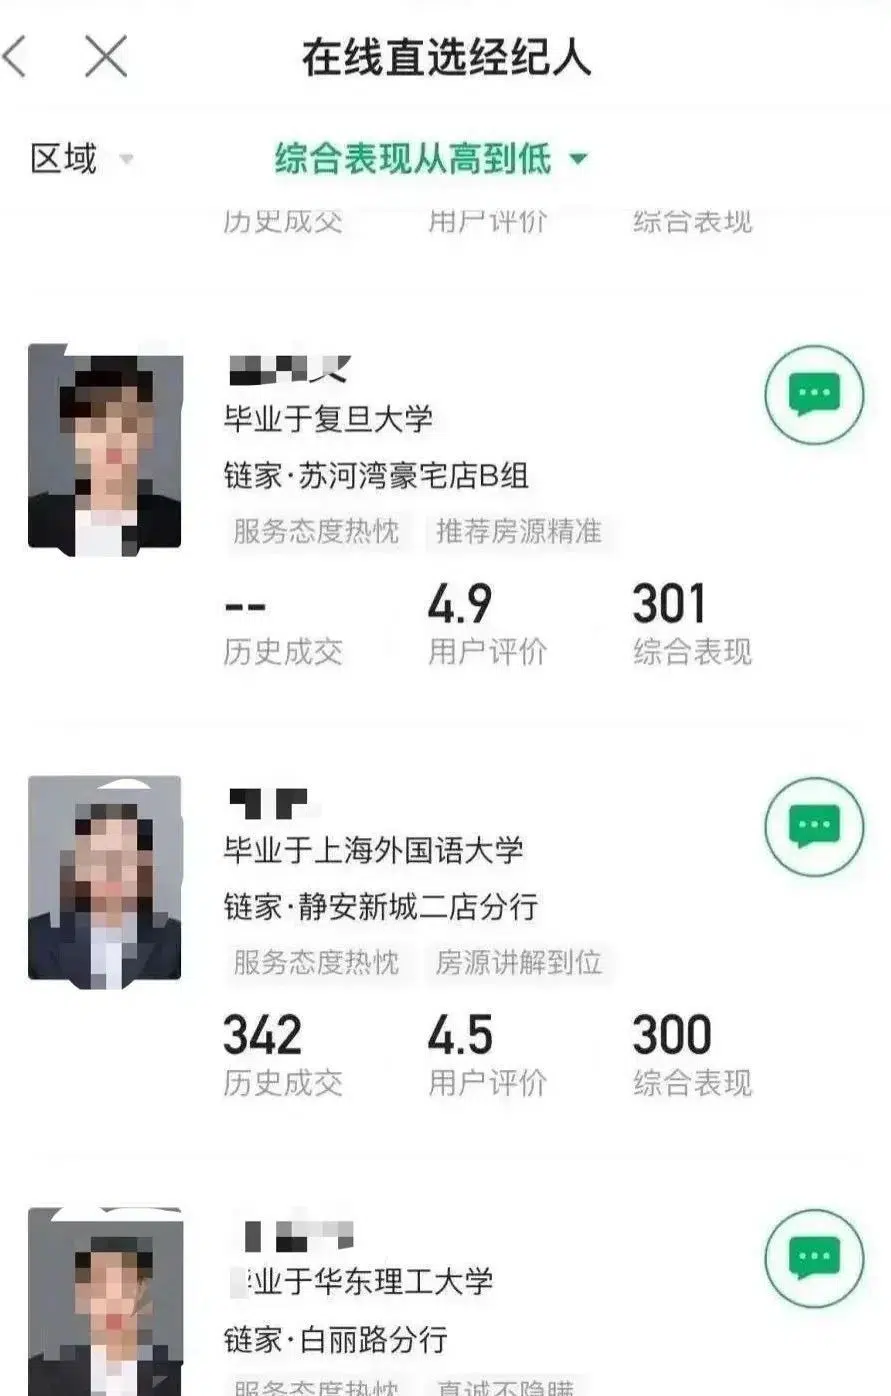 在线直选经纪人
区域 综合表现从高到低
历史成交 用户评价 综合表现
毕业于复旦大学
链家·苏河湾豪宅店B组
服务态度热忱 推荐房源精准
-- 4.9 301
历史成交 用户评价 综合表现
毕业于上海外国语大学
链家·静安新城二店分行
服务态度热忱 房源讲解到位
342 4.5 300
历史成交 用户评价 综合表现
毕业于华东理工大学
链家·白丽路分行
服务态度热忱 真诚不隐瞒